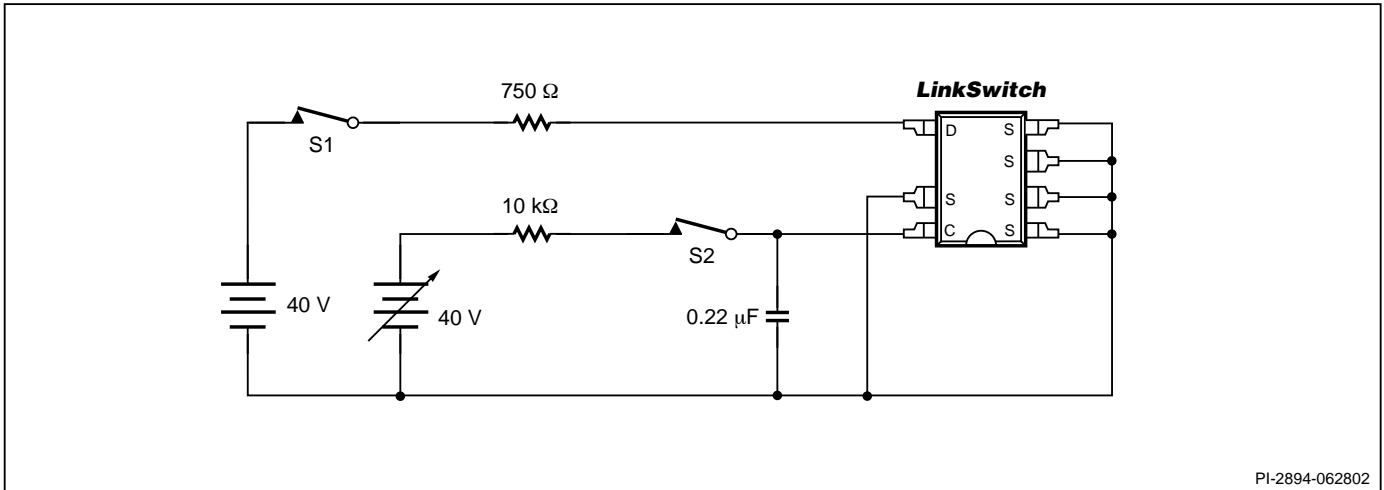 750 Ω
LinkSwitch
S1
D S
S
10 kΩ
S S
C S
S2
40 V
40 V
0.22 µF
PI-2894-062802